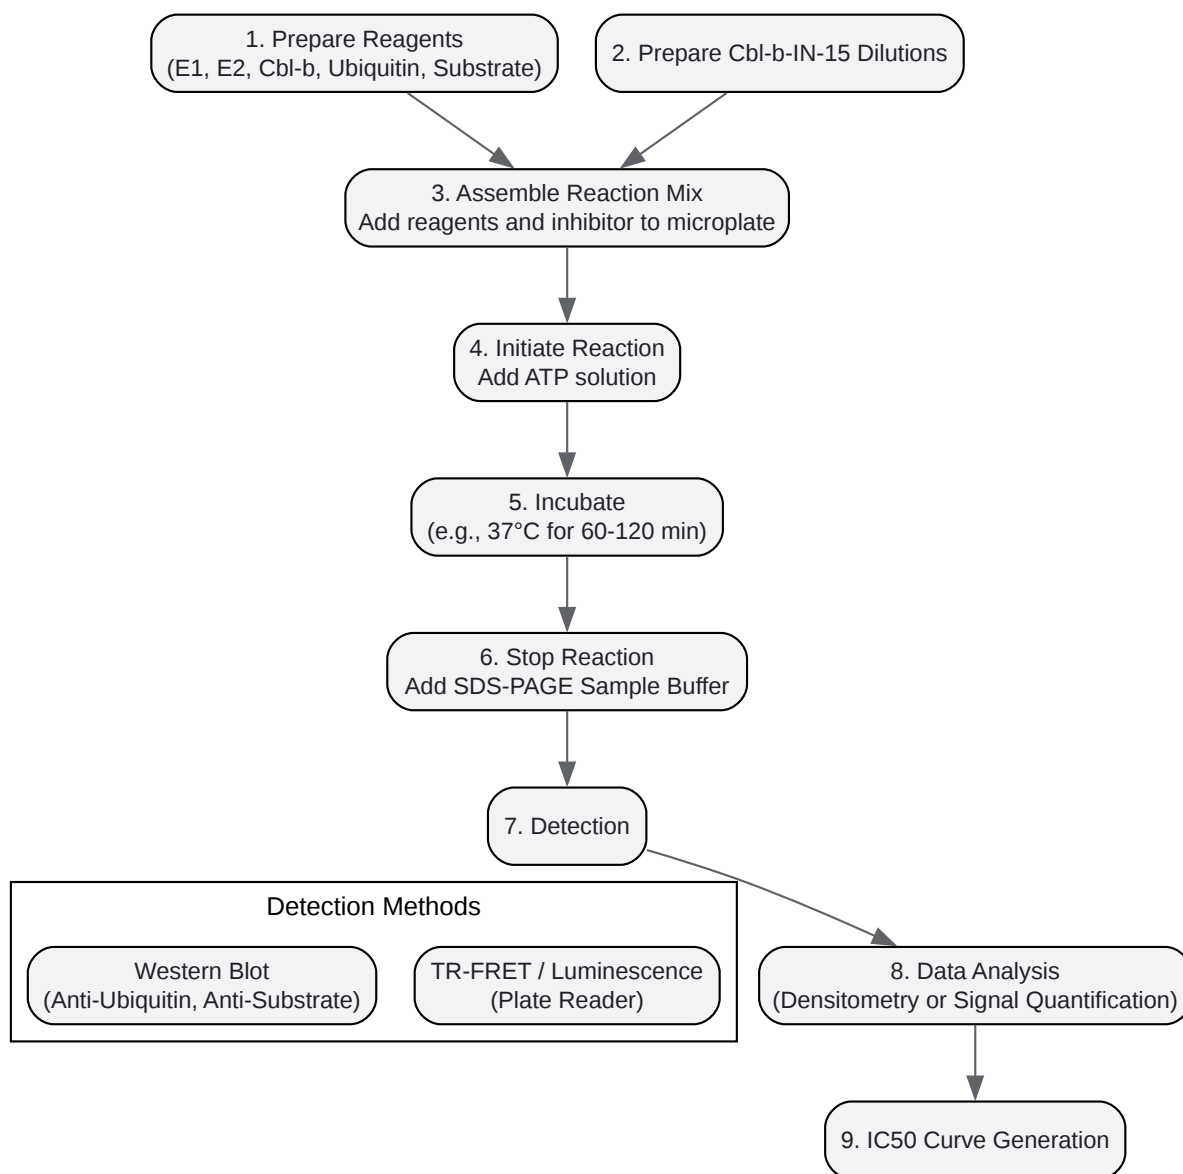 1. Prepare Reagents
(E1, E2, Cbl-b, Ubiquitin, Substrate)
2. Prepare Cbl-b-IN-15 Dilutions
3. Assemble Reaction Mix
Add reagents and inhibitor to microplate
4. Initiate Reaction
Add ATP solution
5. Incubate
(e.g., 37°C for 60-120 min)
6. Stop Reaction
Add SDS-PAGE Sample Buffer
7. Detection
Detection Methods
Western Blot
(Anti-Ubiquitin, Anti-Substrate)
TR-FRET / Luminescence
(Plate Reader)
8. Data Analysis
(Densitometry or Signal Quantification)
9. IC50 Curve Generation